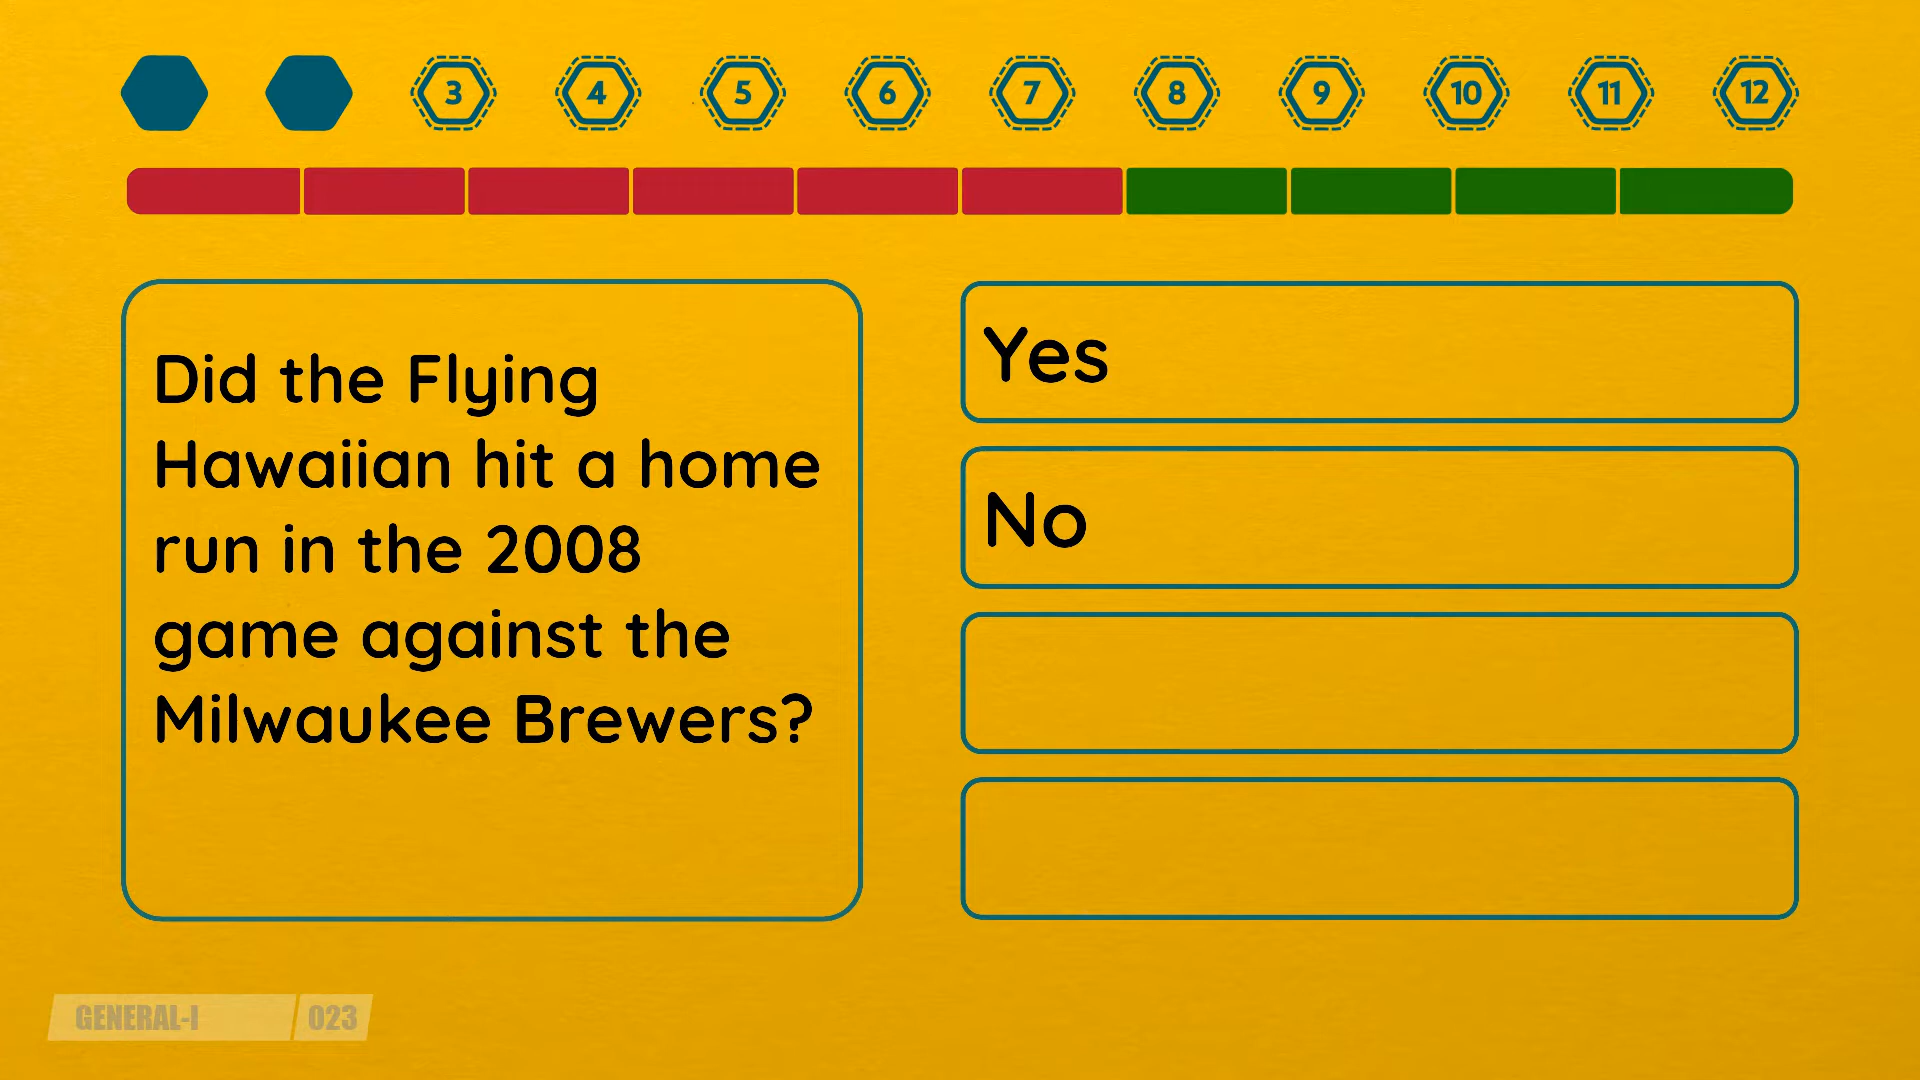 3 4 5 6 7 8 9 10 11 12
Did the Flying
Hawaiian hit a home
run in the 2008
game against the
Milwaukee Brewers?
Yes
No
GENERAL-I 023